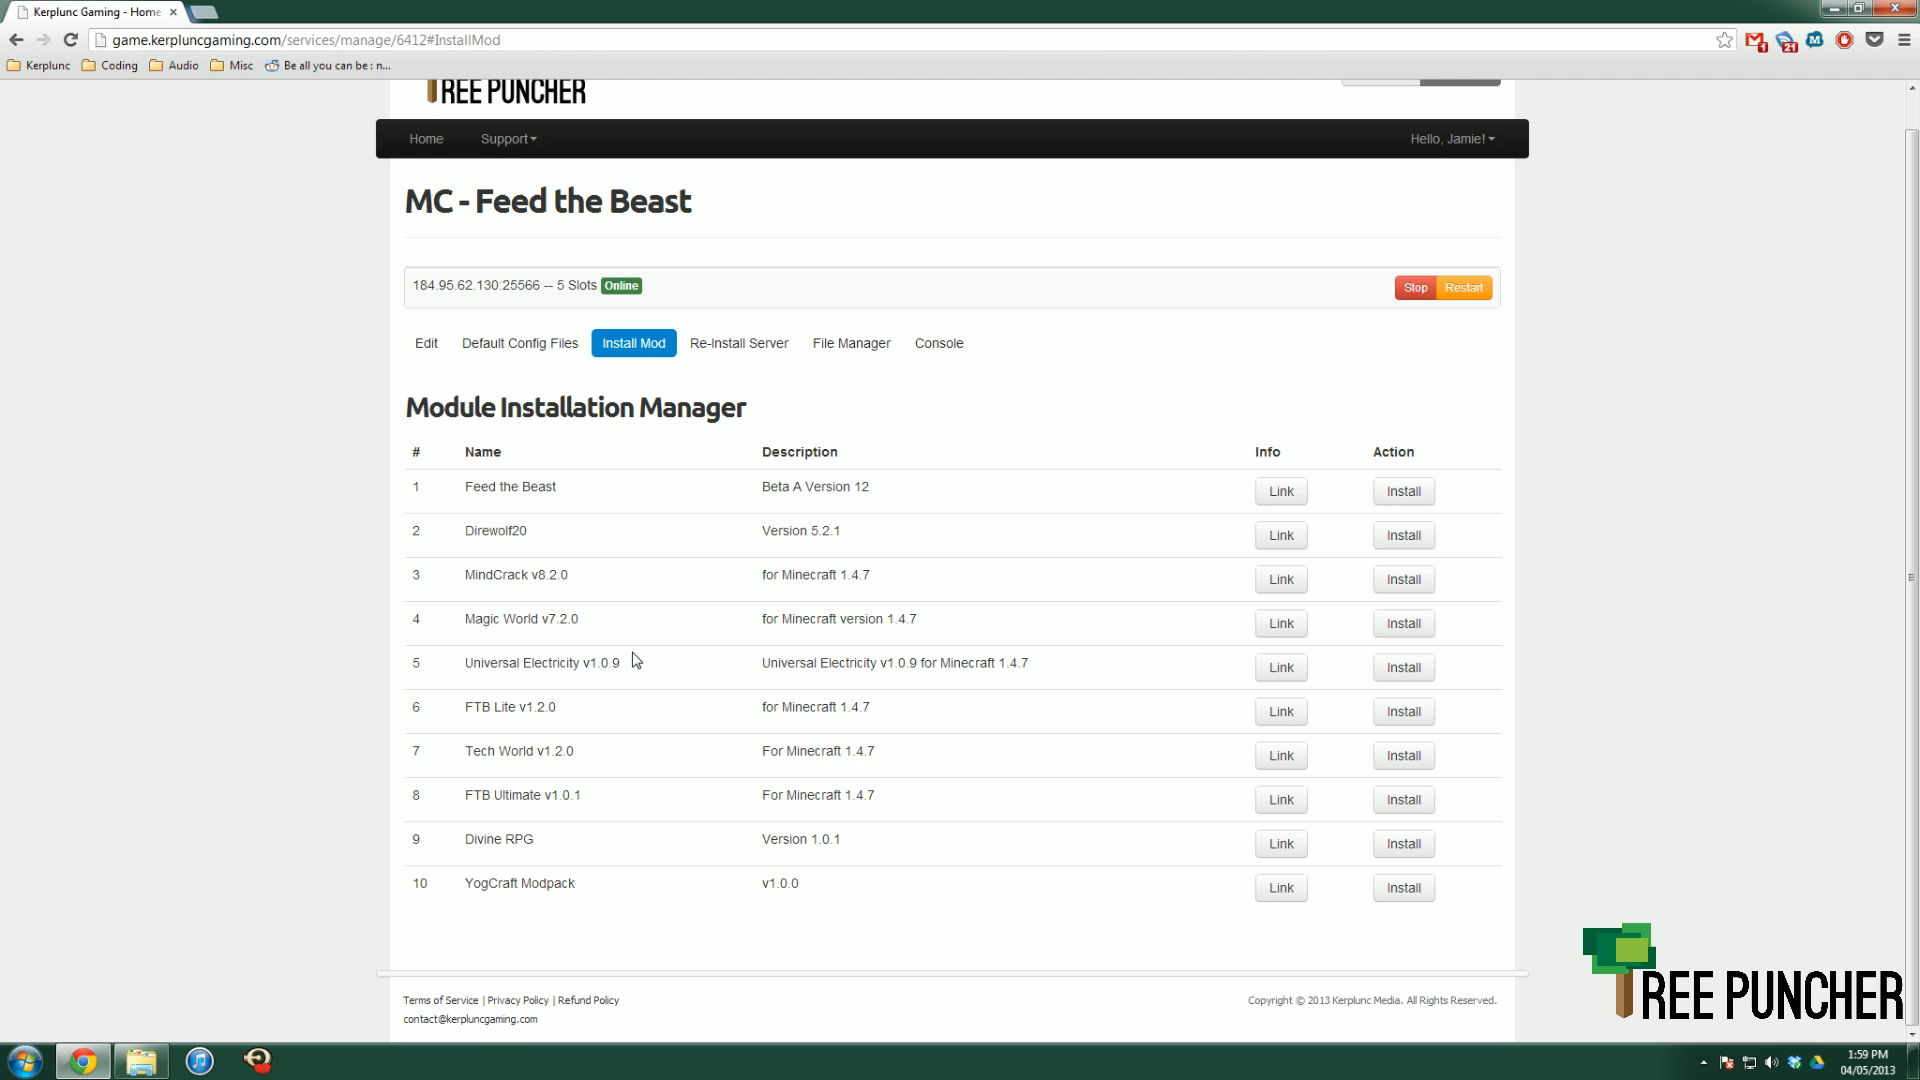 Kerplunc Gaming - Home
game.kerpluncgaming.com/services/manage/6412#InstallMod
1
21
M
Kerplunc Coding Audio Misc Be all you can be : n...
REE PUNCHER
Home Support Hello, Jamie!
MC - Feed the Beast
184.95.62.130:25566 -- 5 Slots Online Stop Restart
Edit Default Config Files Install Mod Re-Install Server File Manager Console
Module Installation Manager
# Name Description Info Action
1 Feed the Beast Beta A Version 12 Link Install
2 Direwolf20 Version 5.2.1 Link Install
3 MindCrack v8.2.0 for Minecraft 1.4.7 Link Install
4 Magic World v7.2.0 for Minecraft version 1.4.7 Link Install
5 Universal Electricity v1.0.9 Universal Electricity v1.0.9 for Minecraft 1.4.7 Link Install
6 FTB Lite v1.2.0 for Minecraft 1.4.7 Link Install
7 Tech World v1.2.0 For Minecraft 1.4.7 Link Install
8 FTB Ultimate v1.0.1 For Minecraft 1.4.7 Link Install
9 Divine RPG Version 1.0.1 Link Install
10 YogCraft Modpack v1.0.0 Link Install
Terms of Service | Privacy Policy | Refund Policy Copyright © 2013 Kerplunc Media. All Rights Reserved.
contact@kerpluncgaming.com
REE PUNCHER
1:59 PM
04/05/2013